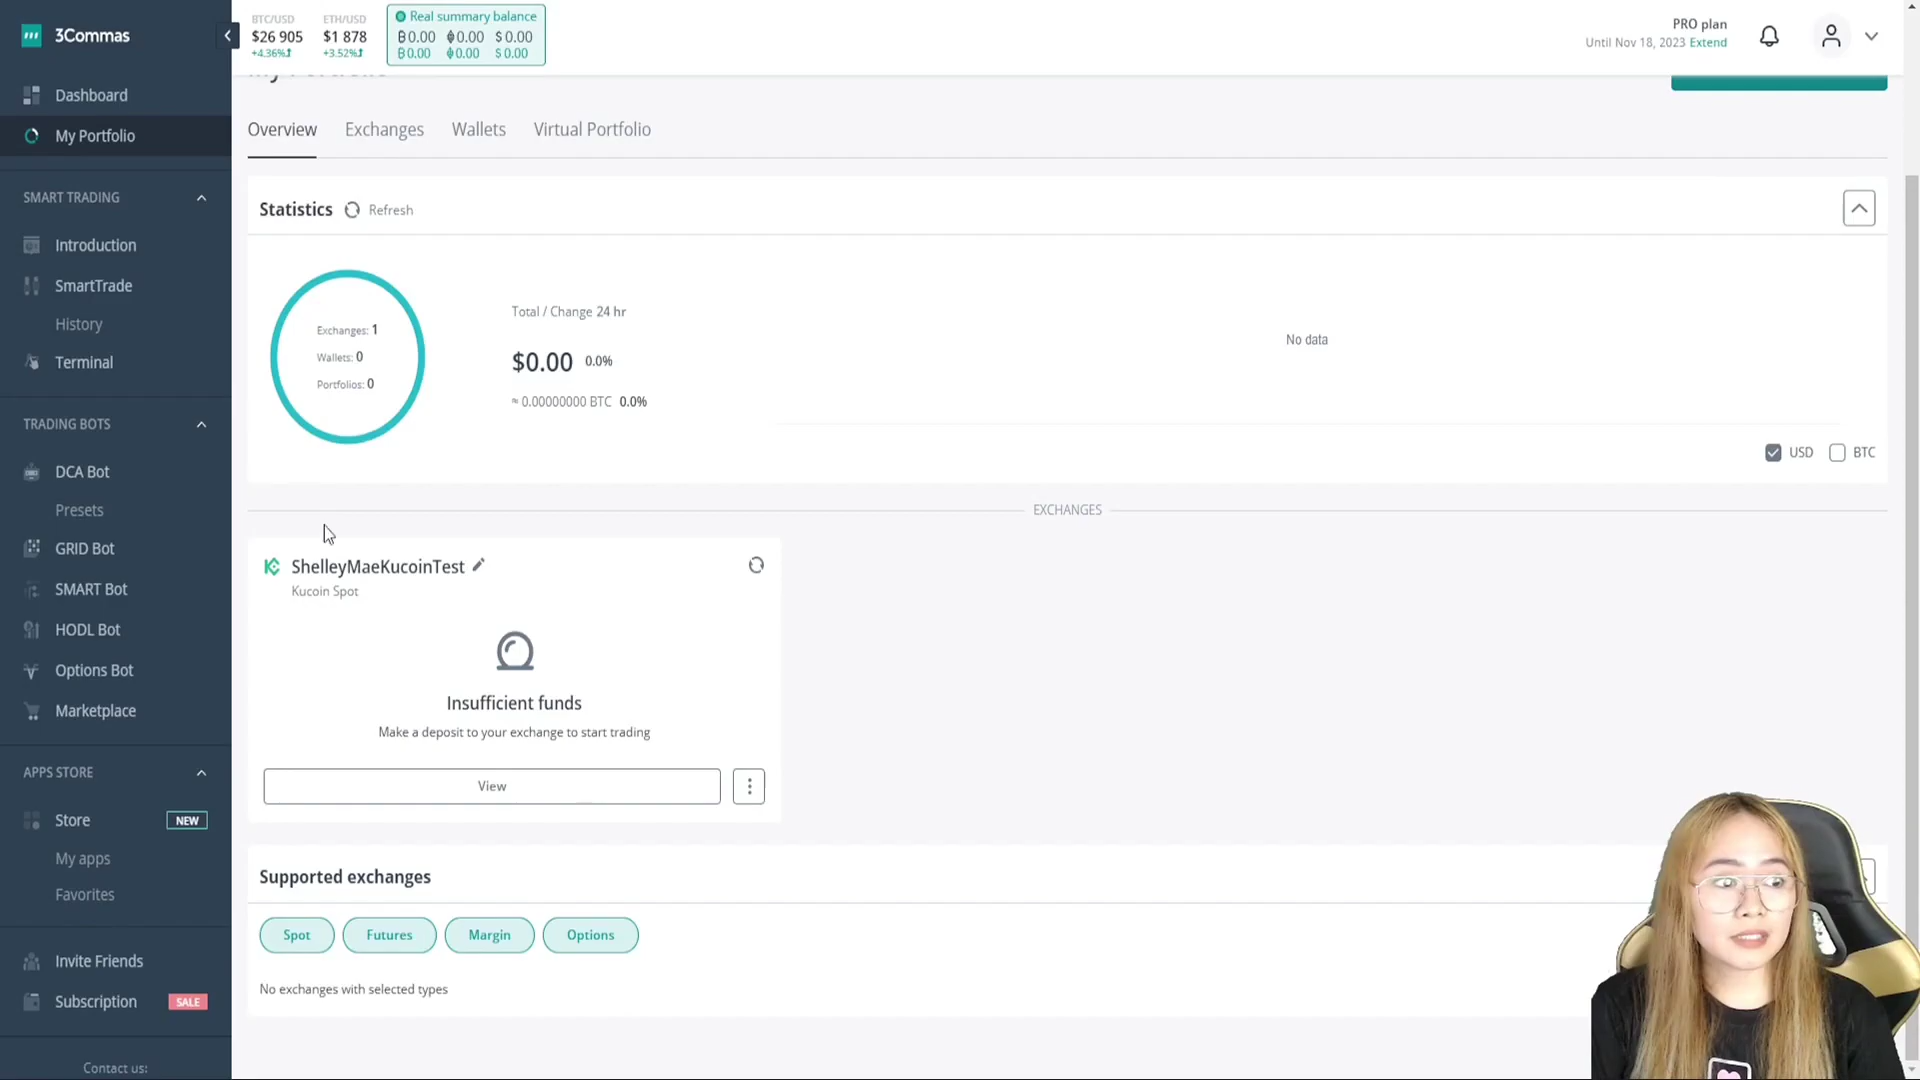 3Commas
BTC/USD
$26 905
+4.36%
ETH/USD
$1 878
+3.52%
Real summary balance
₿0.00 ⧫0.00 $0.00
₿0.00 ⧫0.00 $0.00
PRO plan
Until Nov 18, 2023 Extend
Dashboard
My Portfolio
SMART TRADING
Introduction
SmartTrade
History
Terminal
TRADING BOTS
DCA Bot
Presets
GRID Bot
SMART Bot
HODL Bot
Options Bot
Marketplace
APPS STORE
Store NEW
My apps
Favorites
Invite Friends
Subscription SALE
Contact us:
My Portfolio
Overview Exchanges Wallets Virtual Portfolio
Statistics Refresh
Exchanges: 1
Wallets: 0
Portfolios: 0
Total / Change 24 hr
$0.00 0.0%
≈ 0.00000000 BTC 0.0%
No data
USD BTC
EXCHANGES
ShelleyMaeKucoinTest
Kucoin Spot
Insufficient funds
Make a deposit to your exchange to start trading
View
Supported exchanges
Spot Futures Margin Options
No exchanges with selected types